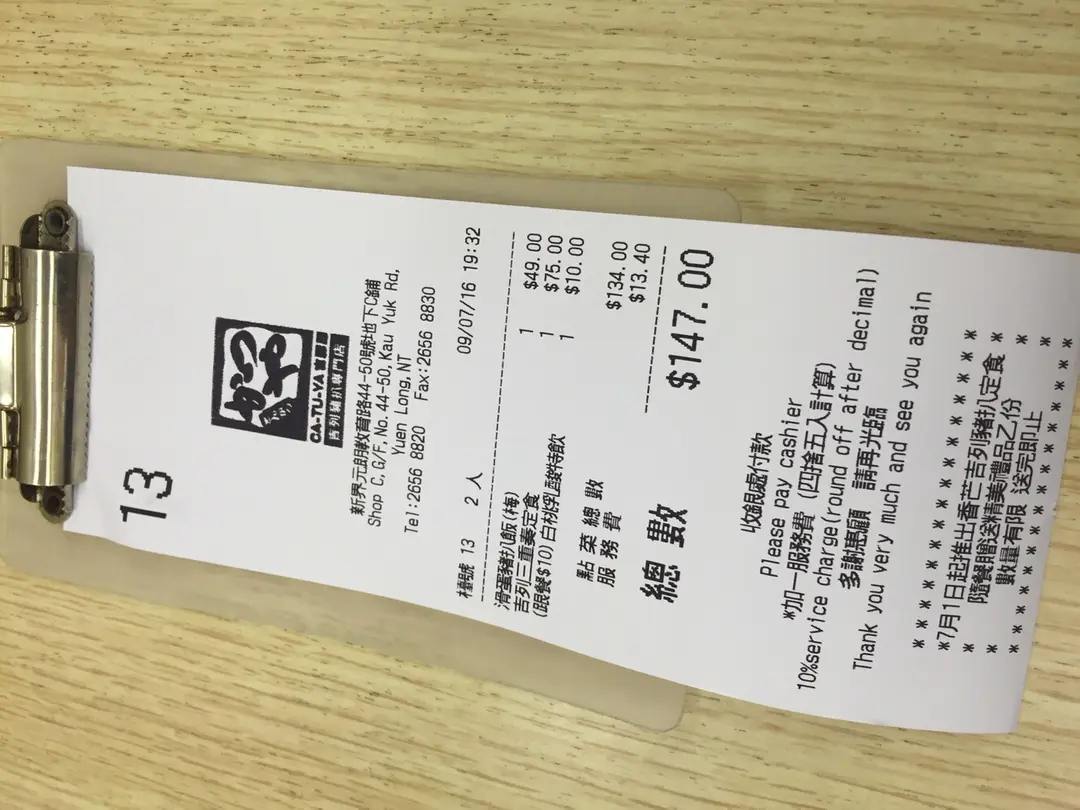 13
かつや
CA-TU-YA 吉豚屋
吉列豬扒專門店
新界元朗教育路44-50號地下C舖
Shop C, G/F, No. 44-50, Kau Yuk Rd,
Yuen Long, NT
Tel:2656 8820 Fax:2656 8830
檯號 13 2 人 09/07/16 19:32
滑蛋豬扒飯(梅) 1 $49.00
吉列三重奏定食 1 $75.00
(跟餐$10)白桃乳酸特飲 1 $10.00
點菜總數 $134.00
服務費 $13.40
總數 $147.00
收銀處付款
Please pay cashier
*加一服務費 (四捨五入計算)
10%service charge(round off after decimal)
多謝惠顧 請再光臨
Thank you very much and see you again
* * * * * * * * * * * * * * * *
*7月1日起推出香芒吉列豬扒定食 *
* 隨餐贈送精美禮品乙份 *
* 數量有限 送完即止 *
* * * * * * * * * * * * * * * *